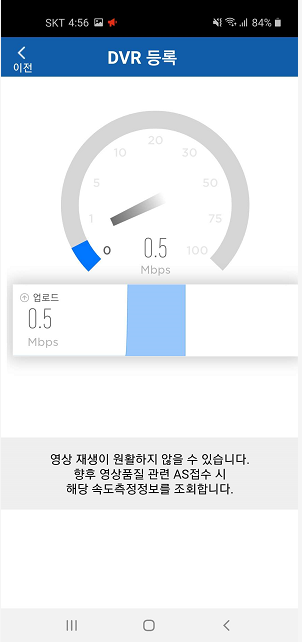 SKT 4:56 84%
이전
DVR 등록
20
10 30
5 50
1 75
0 100
0.5
Mbps
업로드
0.5
Mbps
영상 재생이 원활하지 않을 수 있습니다.
향후 영상품질 관련 AS접수 시
해당 속도측정정보를 조회합니다.